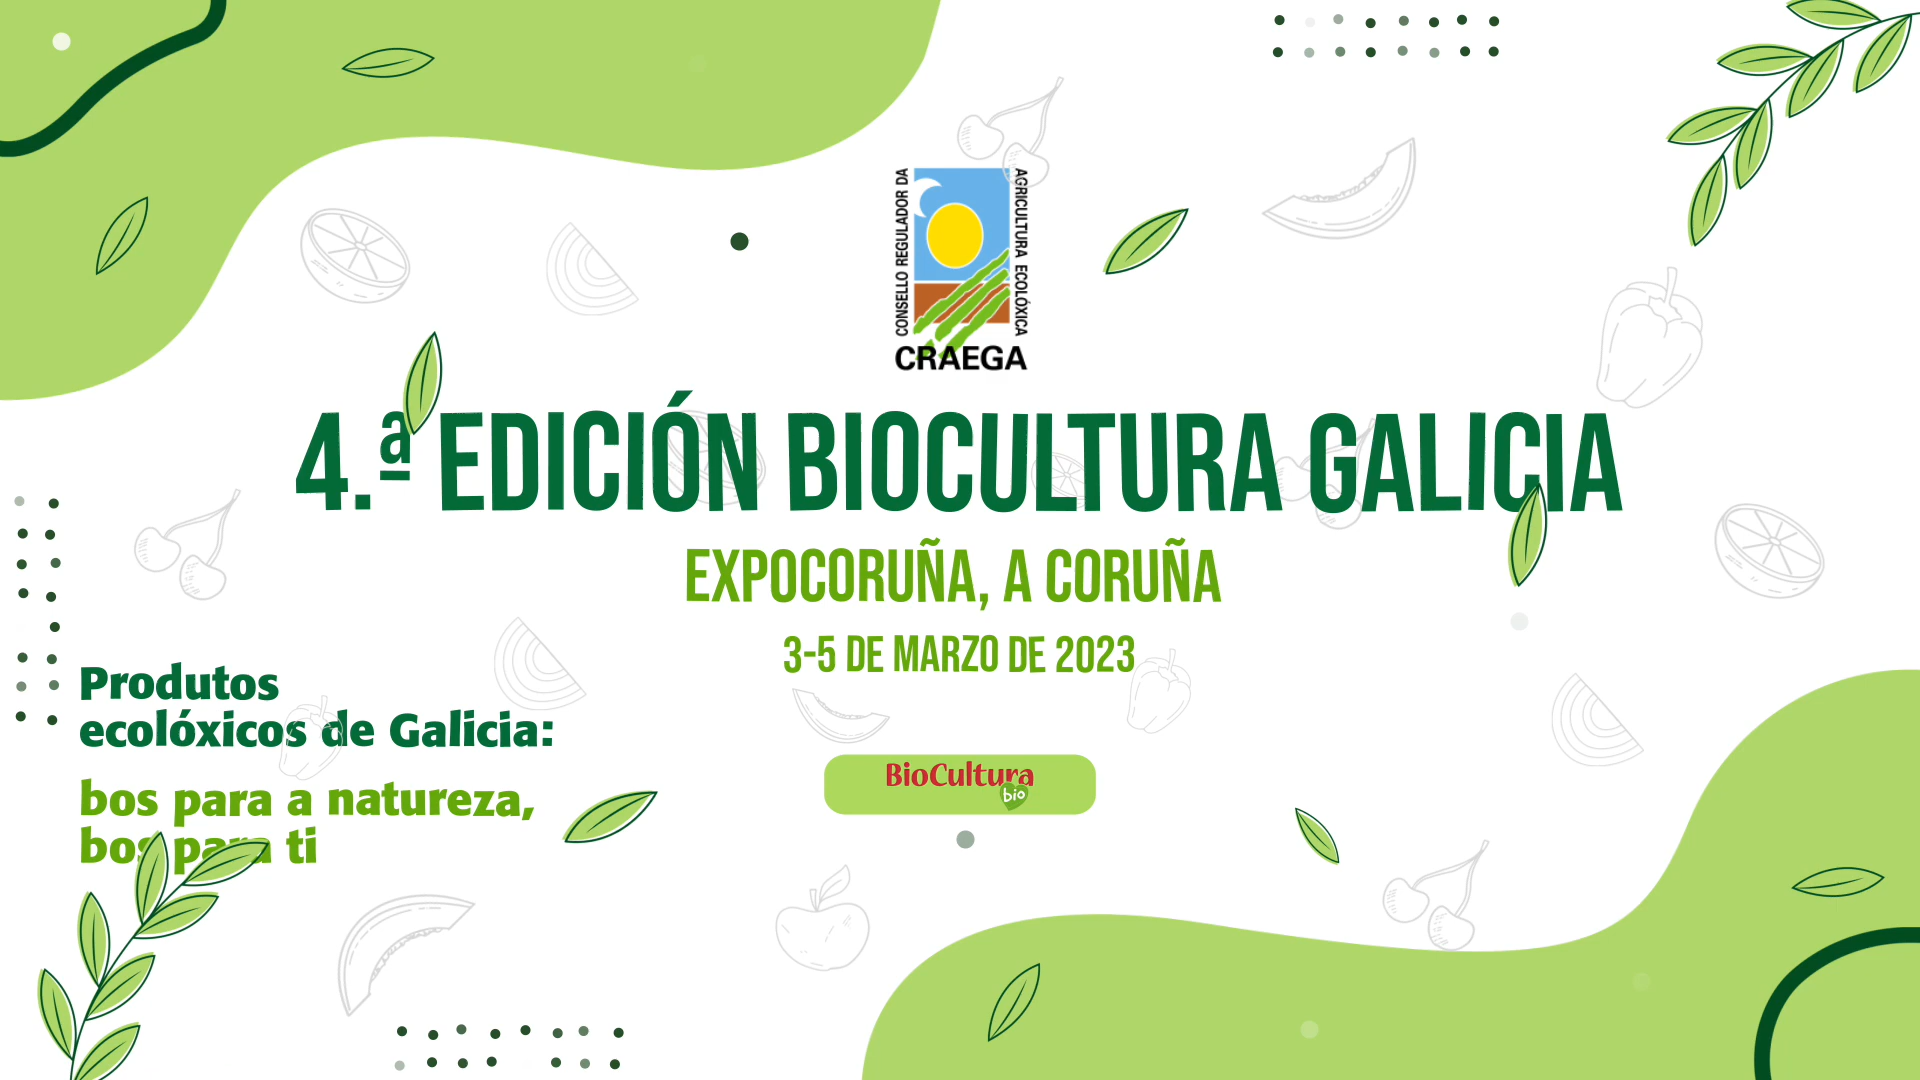 CONSELLO REGULADOR DA
AGRICULTURA ECOLÓXICA
CRAEGA
4.ª EDICIÓN BIOCULTURA GALICIA
EXPOCORUÑA, A CORUÑA
3-5 DE MARZO DE 2023
Produtos
ecolóxicos de Galicia:
bos para a natureza,
bos para ti
BioCultura
bio